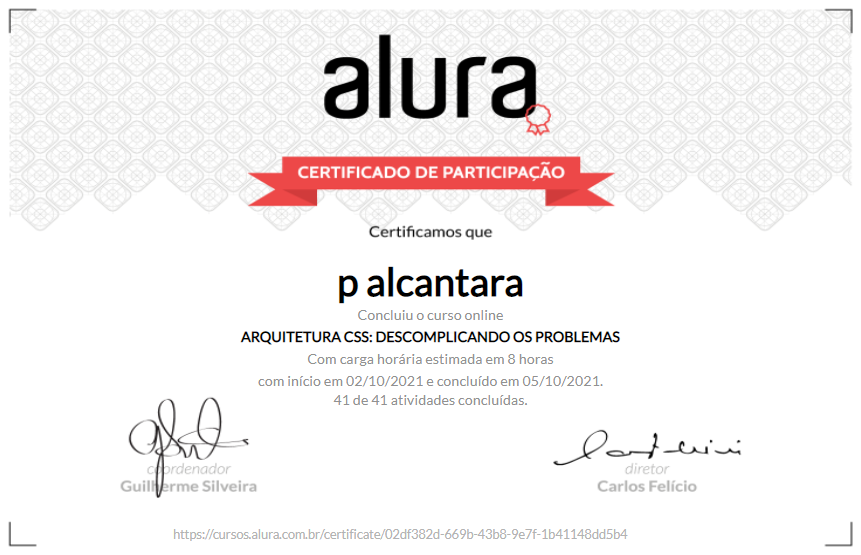 alura
CERTIFICADO DE PARTICIPAÇÃO
Certificamos que
p alcantara
Concluiu o curso online
ARQUITETURA CSS: DESCOMPLICANDO OS PROBLEMAS
Com carga horária estimada em 8 horas
com início em 02/10/2021 e concluído em 05/10/2021.
41 de 41 atividades concluídas.
coordenador
Guilherme Silveira
diretor
Carlos Felício
https://cursos.alura.com.br/certificate/02df382d-669b-43b8-9e7f-1b41148dd5b4